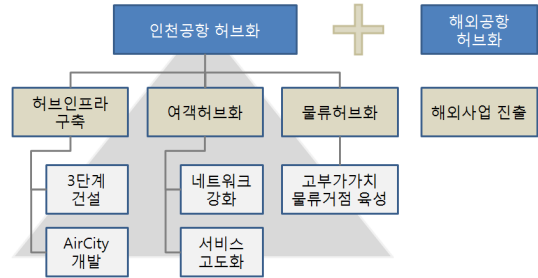 인천공항 허브화
해외공항
허브화
허브인프라
구축
여객허브화
물류허브화
해외사업 진출
3단계
건설
네트워크
강화
고부가가치
물류거점 육성
AirCity
개발
서비스
고도화